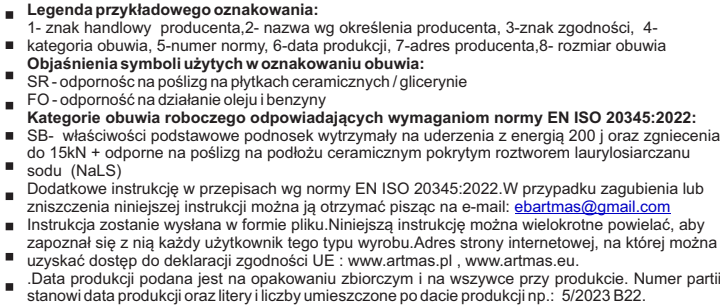 Legenda przykładowego oznakowania:
1- znak handlowy producenta,2- nazwa wg określenia producenta, 3-znak zgodności, 4-
kategoria obuwia, 5-numer normy, 6-data produkcji, 7-adres producenta,8- rozmiar obuwia
Objaśnienia symboli użytych w oznakowaniu obuwia:
SR - odpornośc na poślizg na płytkach ceramicznych / glicerynie
FO - odporność na działanie oleju i benzyny
Kategorie obuwia roboczego odpowiadających wymaganiom normy EN ISO 20345:2022:
SB- właściwości podstawowe podnosek wytrzymały na uderzenia z energią 200 j oraz zgniecenia
do 15kN + odporne na poślizg na podłożu ceramicznym pokrytym roztworem laurylosiarczanu
sodu (NaLS)
Dodatkowe instrukcję w przepisach wg normy EN ISO 20345:2022.W przypadku zagubienia lub
zniszczenia niniejszej instrukcji można ją otrzymać pisząc na e-mail: ebartmas@gmail.com
Instrukcja zostanie wysłana w formie pliku.Niniejszą instrukcję można wielokrotne powielać, aby
zapoznał się z nią każdy użytkownik tego typu wyrobu.Adres strony internetowej, na której można
uzyskać dostęp do deklaracji zgodności UE : www.artmas.pl , www.artmas.eu.
.Data produkcji podana jest na opakowaniu zbiorczym i na wszywce przy produkcie. Numer partii
stanowi data produkcji oraz litery i liczby umieszczone po dacie produkcji np.: 5/2023 B22.